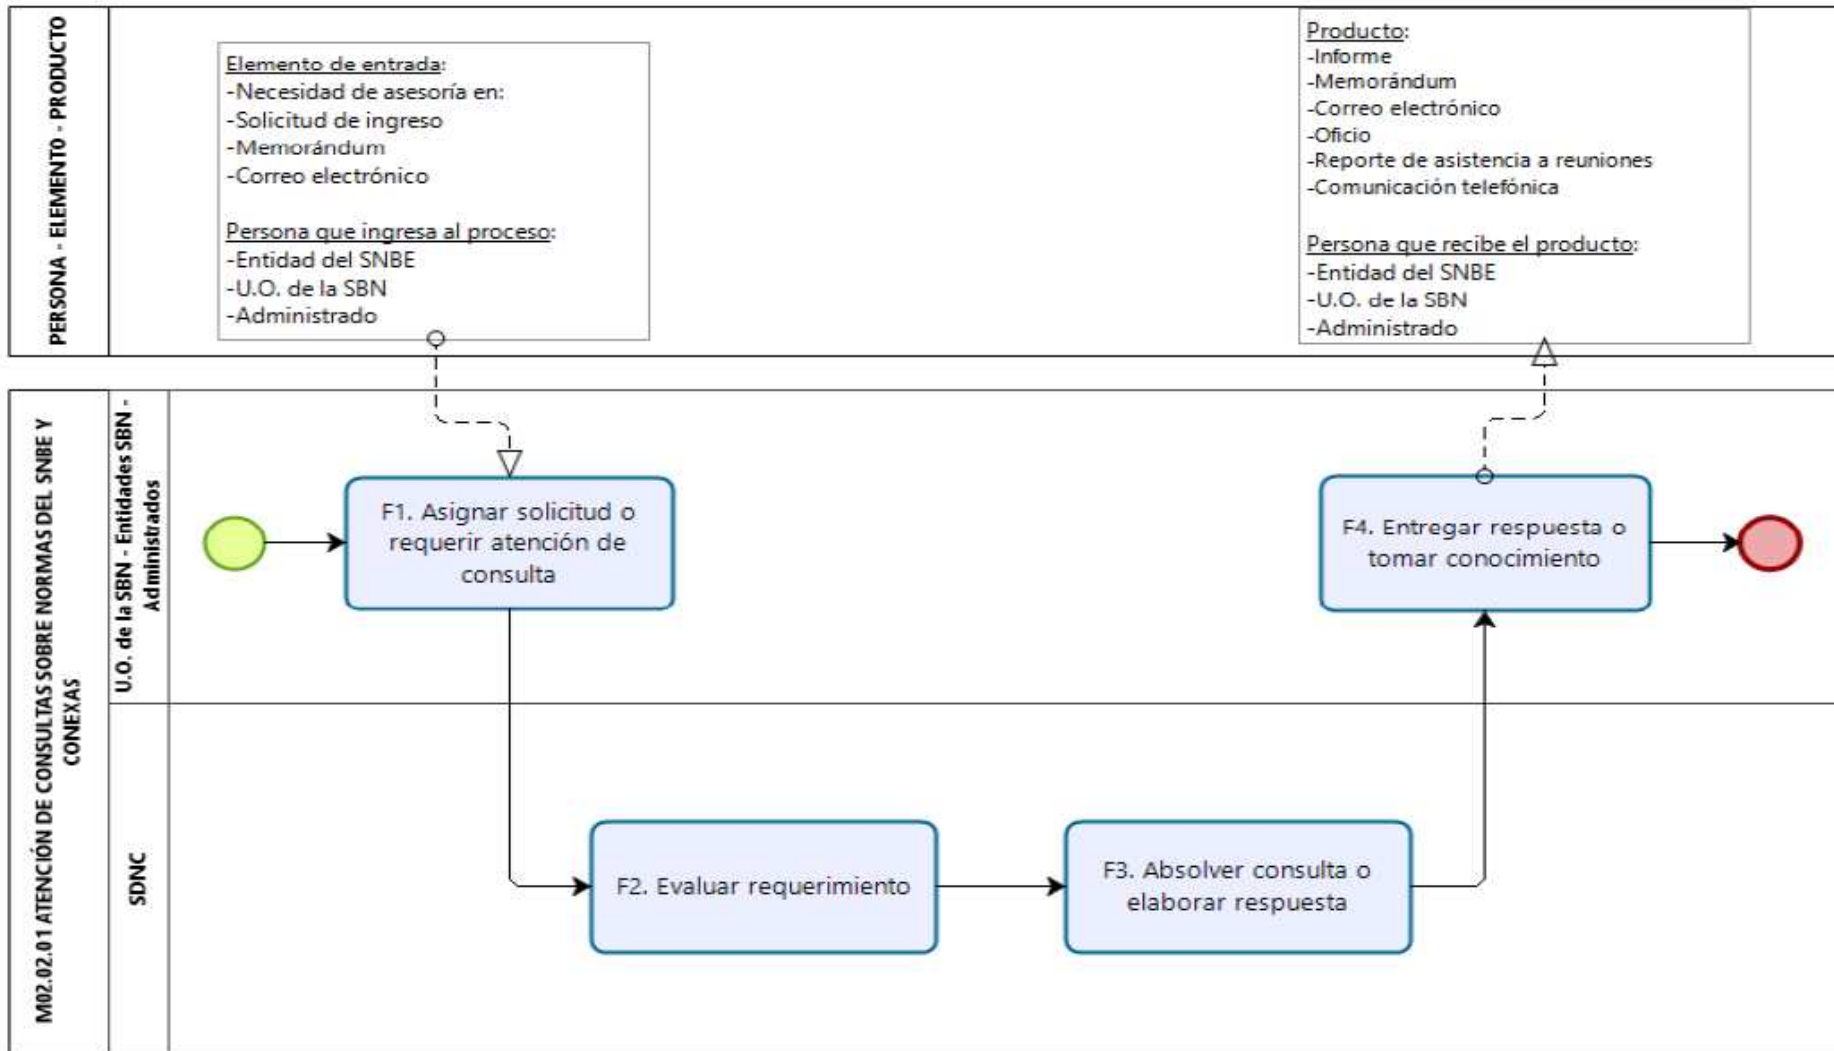 PERSONA - ELEMENTO - PRODUCTO
Elemento de entrada:
-Necesidad de asesoría en:
-Solicitud de ingreso
-Memorándum
-Correo electrónico
Persona que ingresa al proceso:
-Entidad del SNBE
-U.O. de la SBN
-Administrado
Producto:
-Informe
-Memorándum
-Correo electrónico
-Oficio
-Reporte de asistencia a reuniones
-Comunicación telefónica
Persona que recibe el producto:
-Entidad del SNBE
-U.O. de la SBN
-Administrado
M02.02.01 ATENCIÓN DE CONSULTAS SOBRE NORMAS DEL SNBE Y
CONEXAS
U.O. de la SBN - Entidades SBN -
Administrados
F1. Asignar solicitud o
requerir atención de
consulta
F4. Entregar respuesta o
tomar conocimiento
SDNC
F2. Evaluar requerimiento
F3. Absolver consulta o
elaborar respuesta